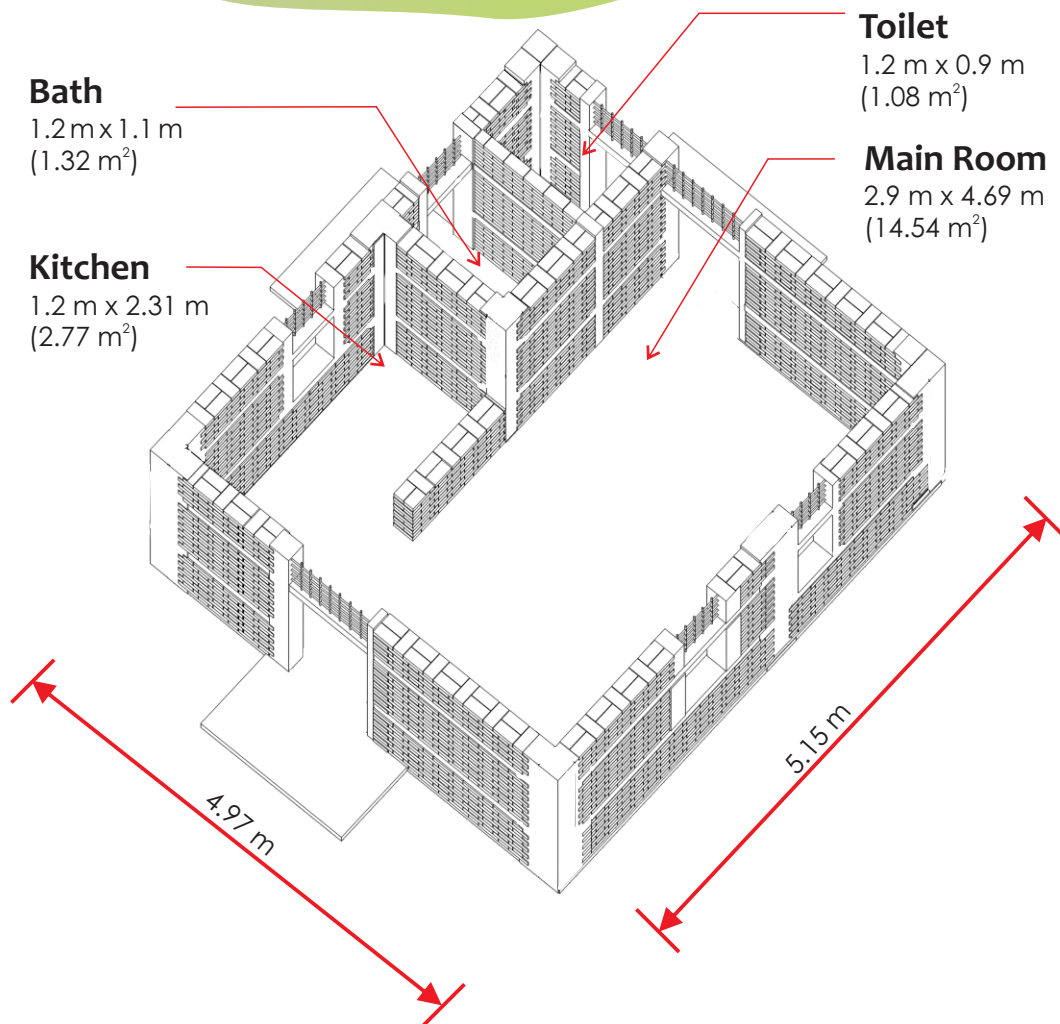 Toilet
1.2 m x 0.9 m
(1.08 m²)
Bath
1.2 m x 1.1 m
(1.32 m²)
Main Room
2.9 m x 4.69 m
(14.54 m²)
Kitchen
1.2 m x 2.31 m
(2.77 m²)
5.15 m
4.97 m